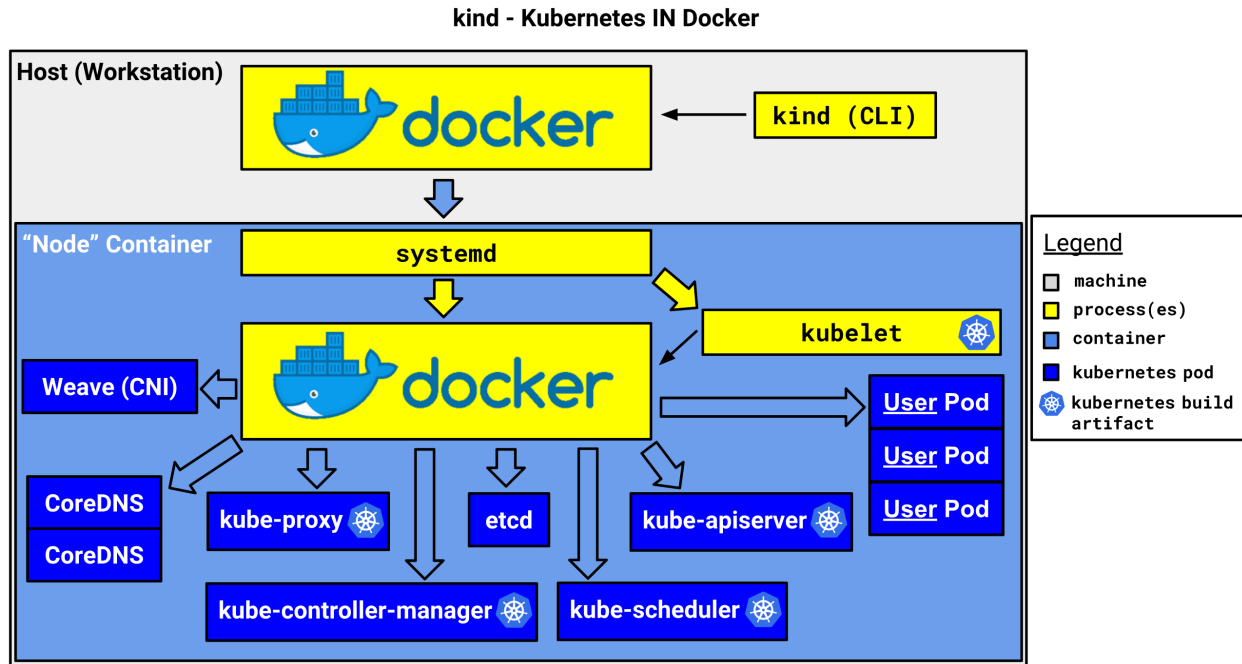 kind - Kubernetes IN Docker
Host (Workstation)
docker
kind (CLI)
“Node” Container
systemd
kubelet
docker
Weave (CNI)
User Pod
User Pod
User Pod
CoreDNS
CoreDNS
kube-proxy
etcd
kube-apiserver
kube-controller-manager
kube-scheduler
Legend
machine
process(es)
container
kubernetes pod
kubernetes build
artifact